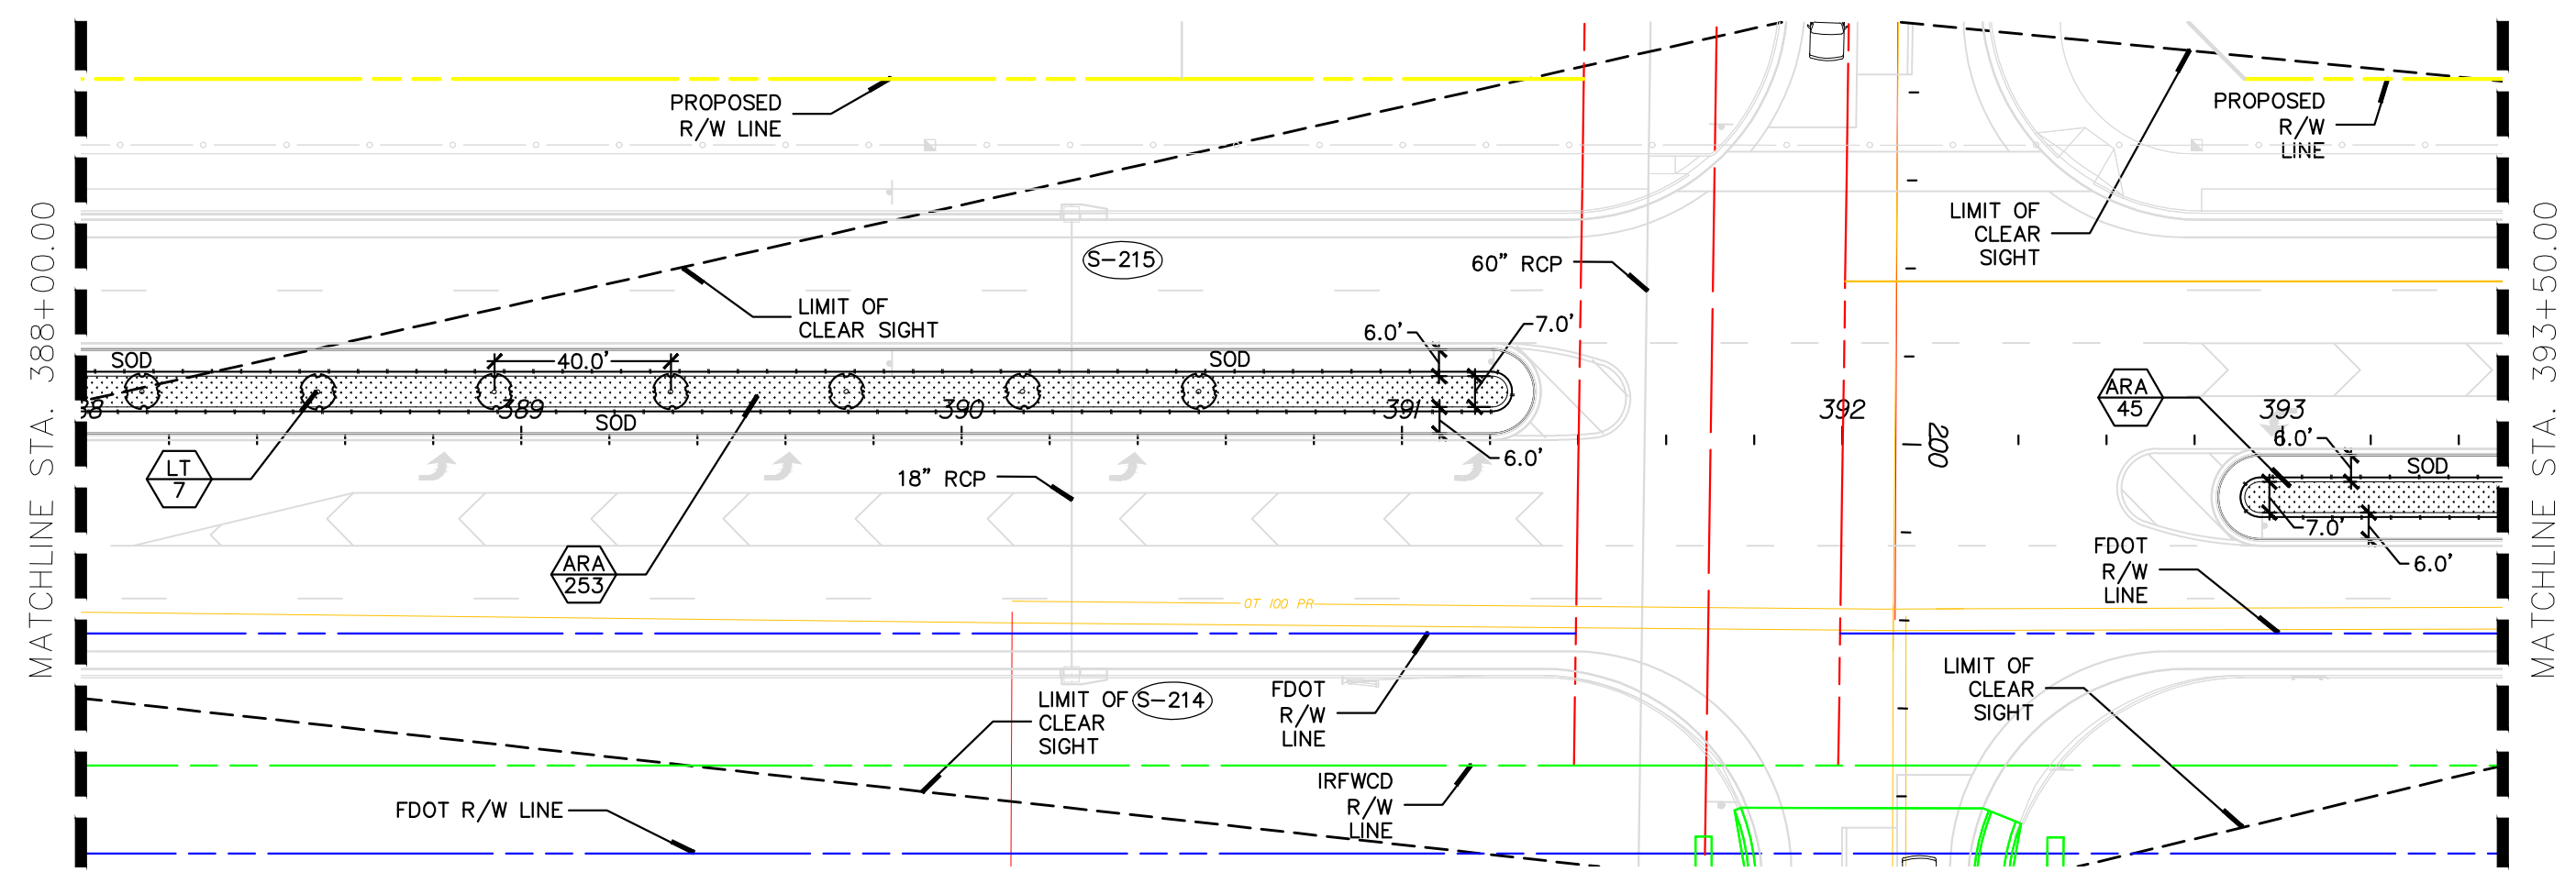 MATCHLINE STA. 388+00.00
PROPOSED
R/W LINE
PROPOSED
R/W
LINE
LIMIT OF
CLEAR
SIGHT
S-215
60" RCP
LIMIT OF
CLEAR SIGHT
6.0'
7.0'
SOD
40.0'
SOD
ARA
45
38
389
390
391
392
393
SOD
200
6.0'
6.0'
SOD
LT
7
18" RCP
7.0'
6.0'
ARA
253
FDOT
R/W
LINE
OT 100 PR
LIMIT OF
CLEAR
SIGHT
S-214
FDOT
R/W
LINE
LIMIT OF
CLEAR
SIGHT
IRFWCD
R/W
LINE
FDOT R/W LINE
MATCHLINE STA. 393+50.00